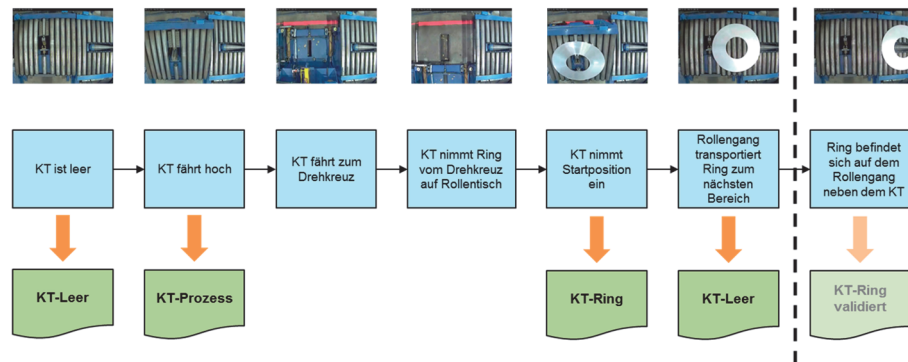 KT ist leer
KT fährt hoch
KT fährt zum
Drehkreuz
KT nimmt Ring
vom Drehkreuz
auf Rollentisch
KT nimmt
Startposition
ein
Rollengang
transportiert
Ring zum
nächsten
Bereich
Ring befindet
sich auf dem
Rollengang
neben dem KT
KT-Leer
KT-Prozess
KT-Ring
KT-Leer
KT-Ring
validiert